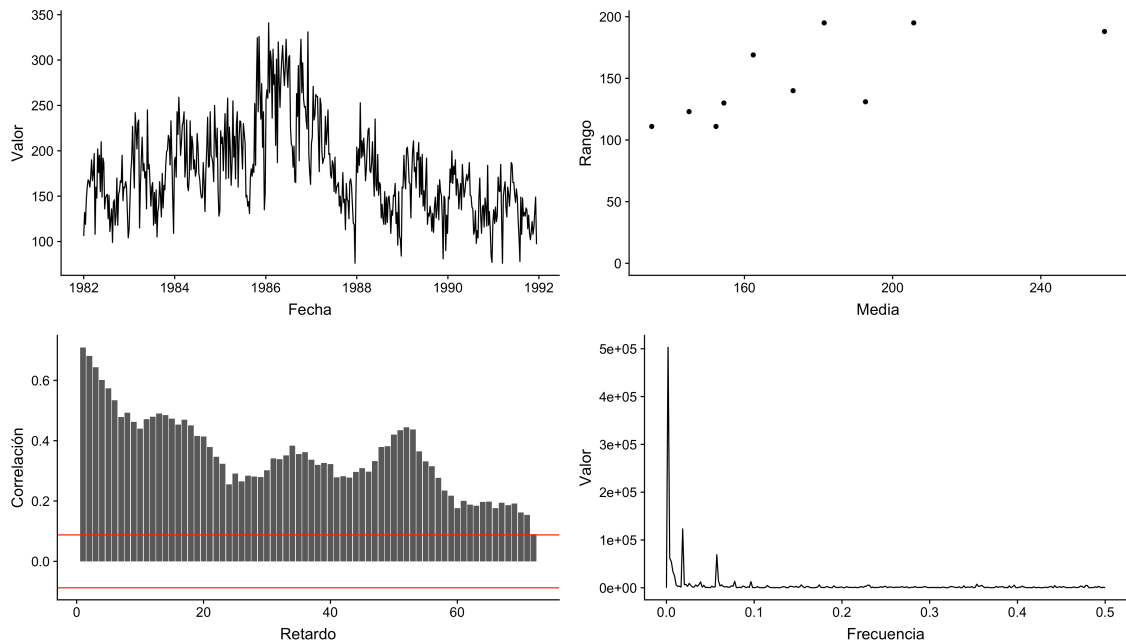 350
300
250
200
150
100
Valor
1982
1984
1986
1988
1990
1992
Fecha
200
150
100
50
0
Rango
160
200
240
Media
0.6
0.4
0.2
0.0
Correlación
0
20
40
60
Retardo
5e+05
4e+05
3e+05
2e+05
1e+05
0e+00
Valor
0.0
0.1
0.2
0.3
0.4
0.5
Frecuencia